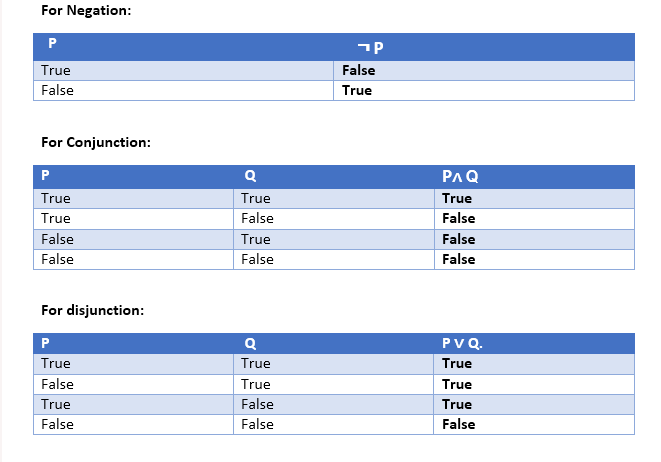 For Negation:
P ¬ P
True False
False True
For Conjunction:
P Q P∧ Q
True True True
True False False
False True False
False False False
For disjunction:
P Q P V Q.
True True True
False True True
True False True
False False False